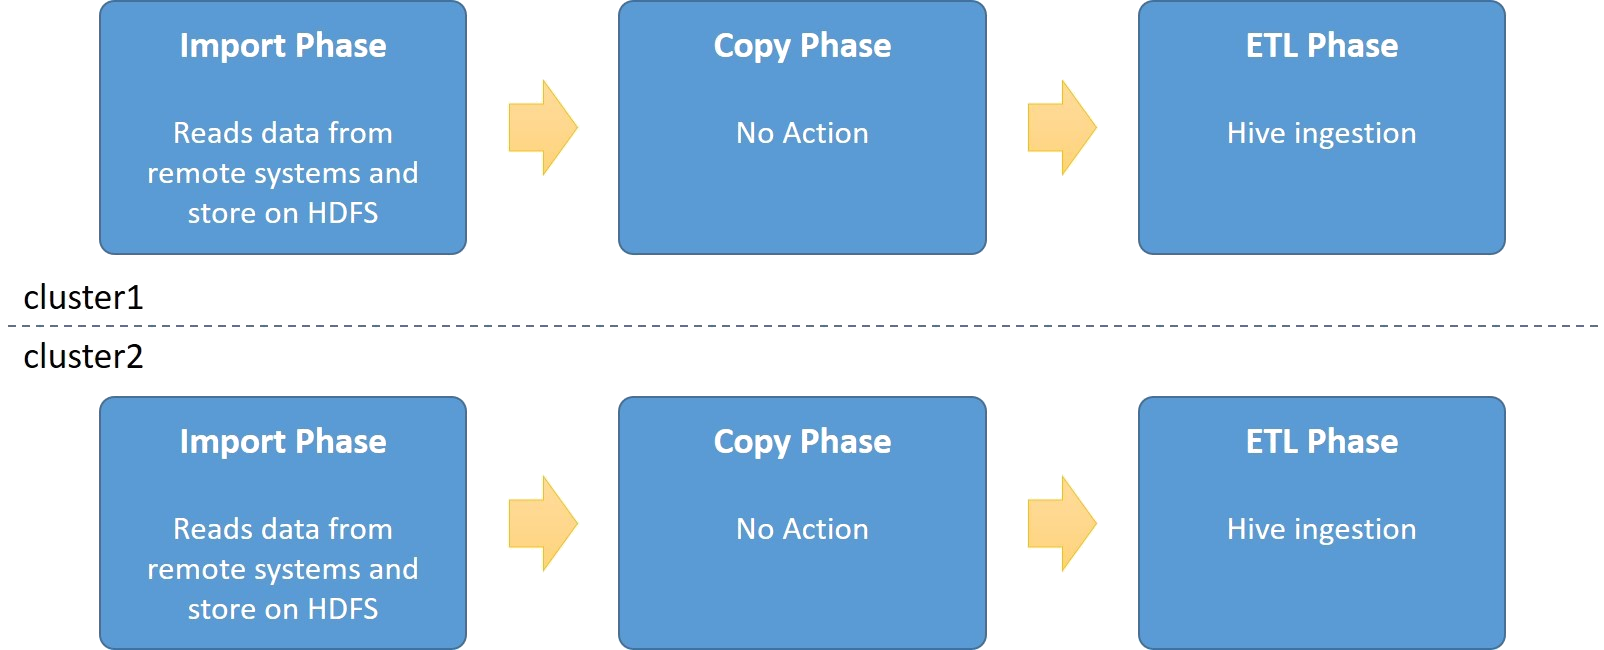 Import Phase
Reads data from
remote systems and
store on HDFS
Copy Phase
No Action
ETL Phase
Hive ingestion
cluster1
cluster2
Import Phase
Reads data from
remote systems and
store on HDFS
Copy Phase
No Action
ETL Phase
Hive ingestion